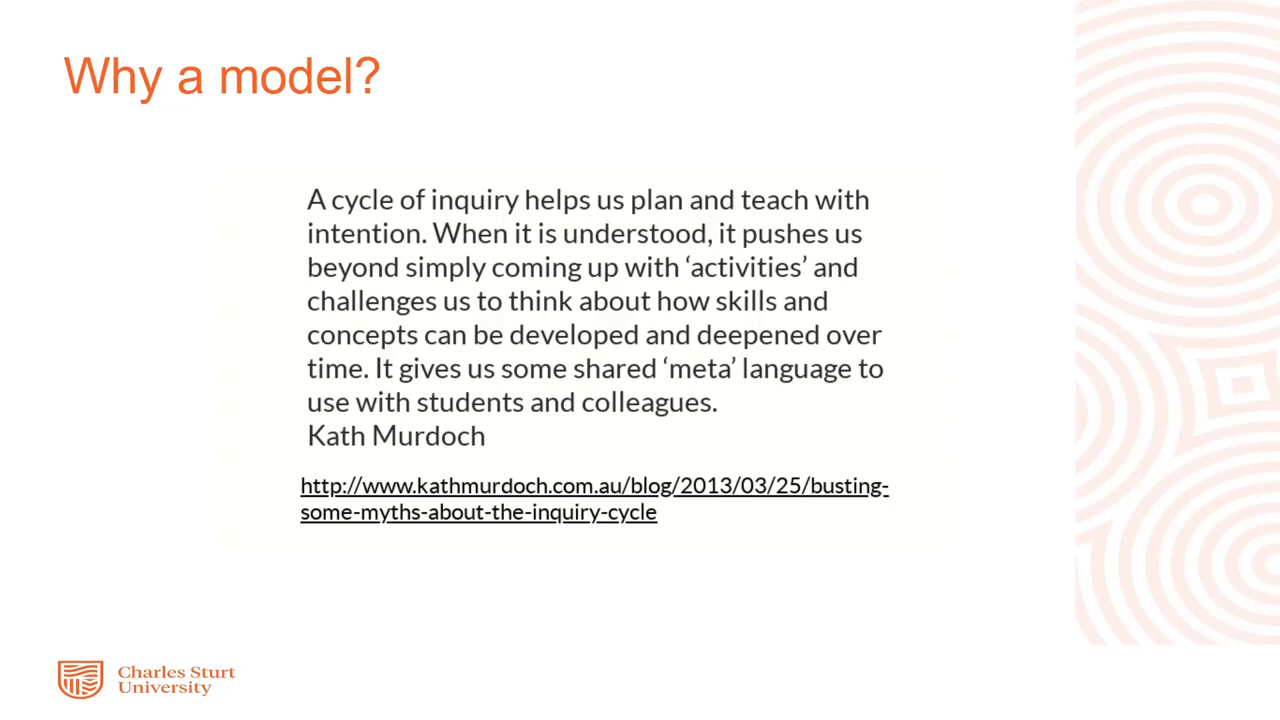 Why a model?
A cycle of inquiry helps us plan and teach with
intention. When it is understood, it pushes us
beyond simply coming up with ‘activities’ and
challenges us to think about how skills and
concepts can be developed and deepened over
time. It gives us some shared ‘meta’ language to
use with students and colleagues.
Kath Murdoch
http://www.kathmurdoch.com.au/blog/2013/03/25/busting-
some-myths-about-the-inquiry-cycle
Charles Sturt
University